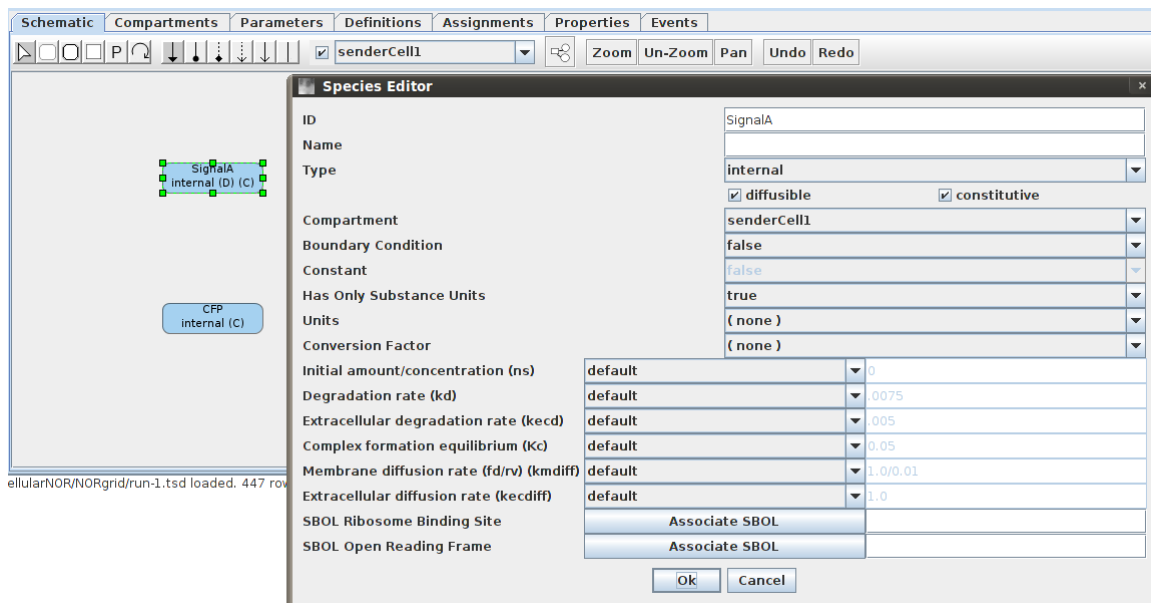 Schematic Compartments Parameters Definitions Assignments Properties Events
P senderCell1 Zoom Un-Zoom Pan Undo Redo
Species Editor ×
ID SignalA
Name
Type internal
diffusible constitutive
Compartment senderCell1
Boundary Condition false
Constant false
Has Only Substance Units true
Units ( none )
Conversion Factor ( none )
Initial amount/concentration (ns) default 0
Degradation rate (kd) default .0075
Extracellular degradation rate (kecd) default .005
Complex formation equilibrium (Kc) default 0.05
Membrane diffusion rate (fd/rv) (kmdiff) default 1.0/0.01
Extracellular diffusion rate (kecdiff) default 1.0
SBOL Ribosome Binding Site Associate SBOL
SBOL Open Reading Frame Associate SBOL
Ok Cancel
SignalA
internal (D) (C)
CFP
internal (C)
ellularNOR/NORgrid/run-1.tsd loaded. 447 row